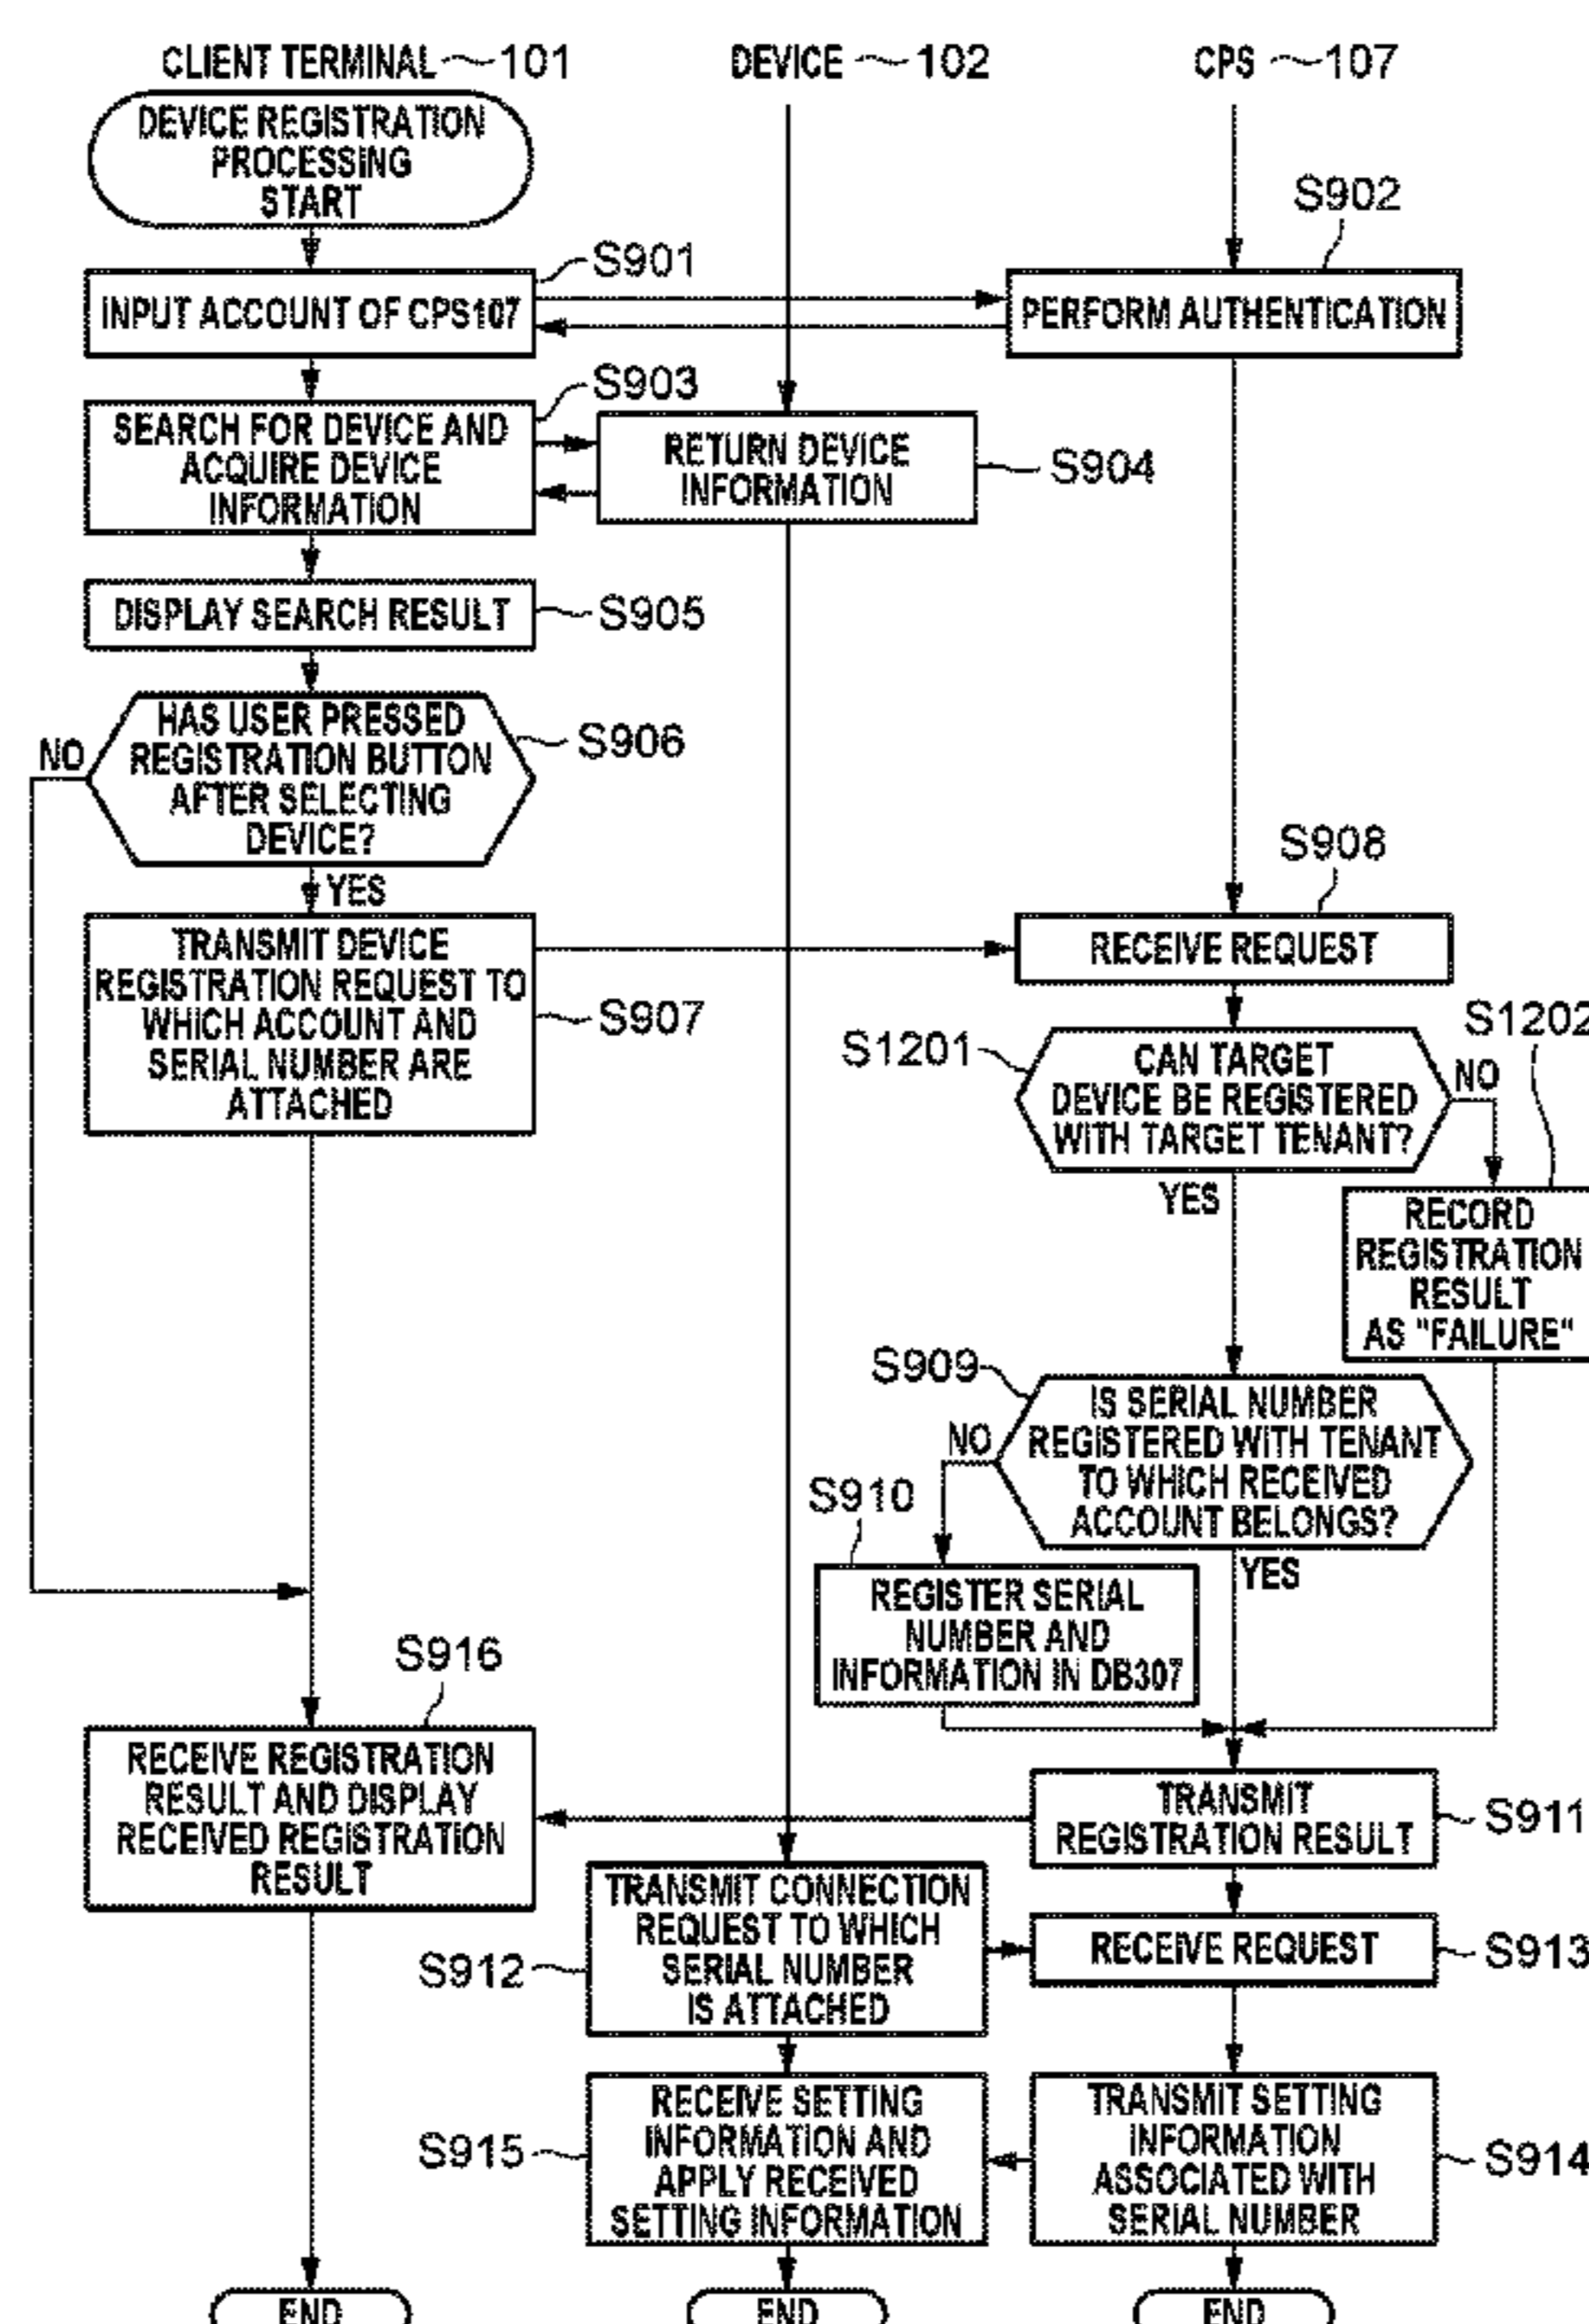 CLIENT TERMINAL 101
DEVICE 102
CPS 107
DEVICE REGISTRATION
PROCESSING
START
S902
S901
INPUT ACCOUNT OF CPS107
PERFORM AUTHENTICATION
S903
SEARCH FOR DEVICE AND
ACQUIRE DEVICE
INFORMATION
RETURN DEVICE
INFORMATION
S904
DISPLAY SEARCH RESULT
S905
HAS USER PRESSED
REGISTRATION BUTTON
AFTER SELECTING
DEVICE?
S906
NO
YES
S908
TRANSMIT DEVICE
REGISTRATION REQUEST TO
WHICH ACCOUNT AND
SERIAL NUMBER ARE
ATTACHED
S907
RECEIVE REQUEST
S1201
S1202
CAN TARGET
DEVICE BE REGISTERED
WITH TARGET TENANT?
NO
YES
RECORD
REGISTRATION
RESULT
AS "FAILURE"
S909
IS SERIAL NUMBER
REGISTERED WITH TENANT
TO WHICH RECEIVED
ACCOUNT BELONGS?
NO
YES
S910
REGISTER SERIAL
NUMBER AND
INFORMATION IN DB307
S916
RECEIVE REGISTRATION
RESULT AND DISPLAY
RECEIVED REGISTRATION
RESULT
TRANSMIT
REGISTRATION RESULT
S911
TRANSMIT CONNECTION
REQUEST TO WHICH
SERIAL NUMBER
IS ATTACHED
S912
RECEIVE REQUEST
S913
RECEIVE SETTING
INFORMATION AND
APPLY RECEIVED
SETTING INFORMATION
S915
TRANSMIT SETTING
INFORMATION
ASSOCIATED WITH
SERIAL NUMBER
S914
END
END
END